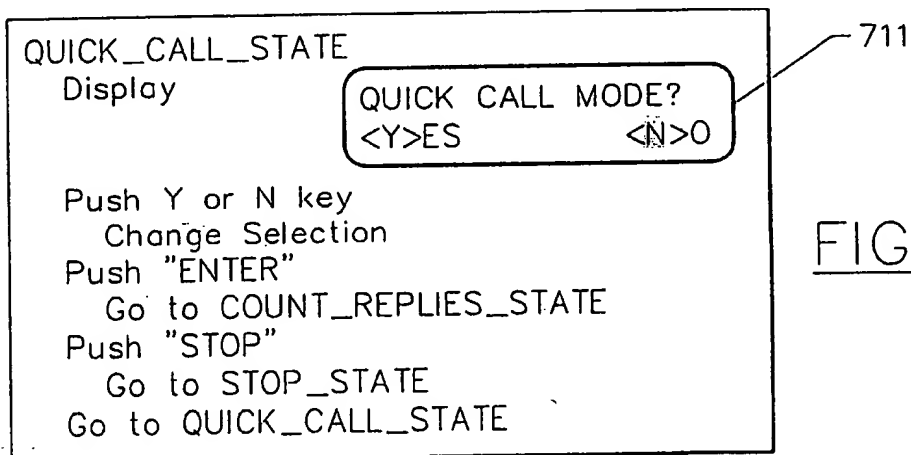 QUICK_CALL_STATE
711
Display
QUICK CALL MODE?
<Y>ES <N>O
Push Y or N key
Change Selection
Push "ENTER"
Go to COUNT_REPLIES_STATE
Push "STOP"
Go to STOP_STATE
Go to QUICK_CALL_STATE
FIG